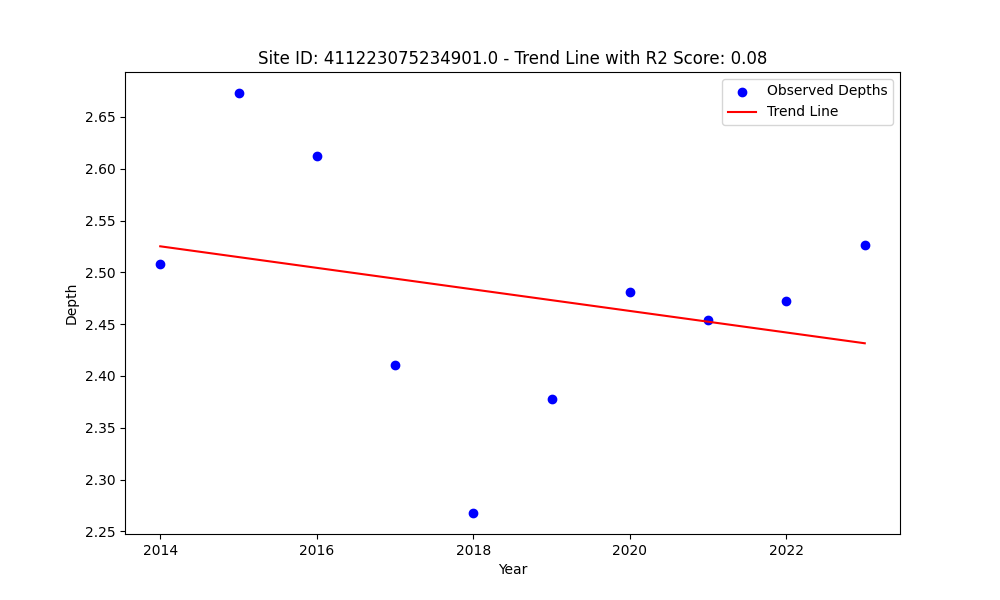 Site ID: 411223075234901.0 - Trend Line with R2 Score: 0.08
Observed Depths
Trend Line
2.65
2.60
2.55
2.50
2.45
2.40
2.35
2.30
2.25
Depth
2014
2016
2018
2020
2022
Year